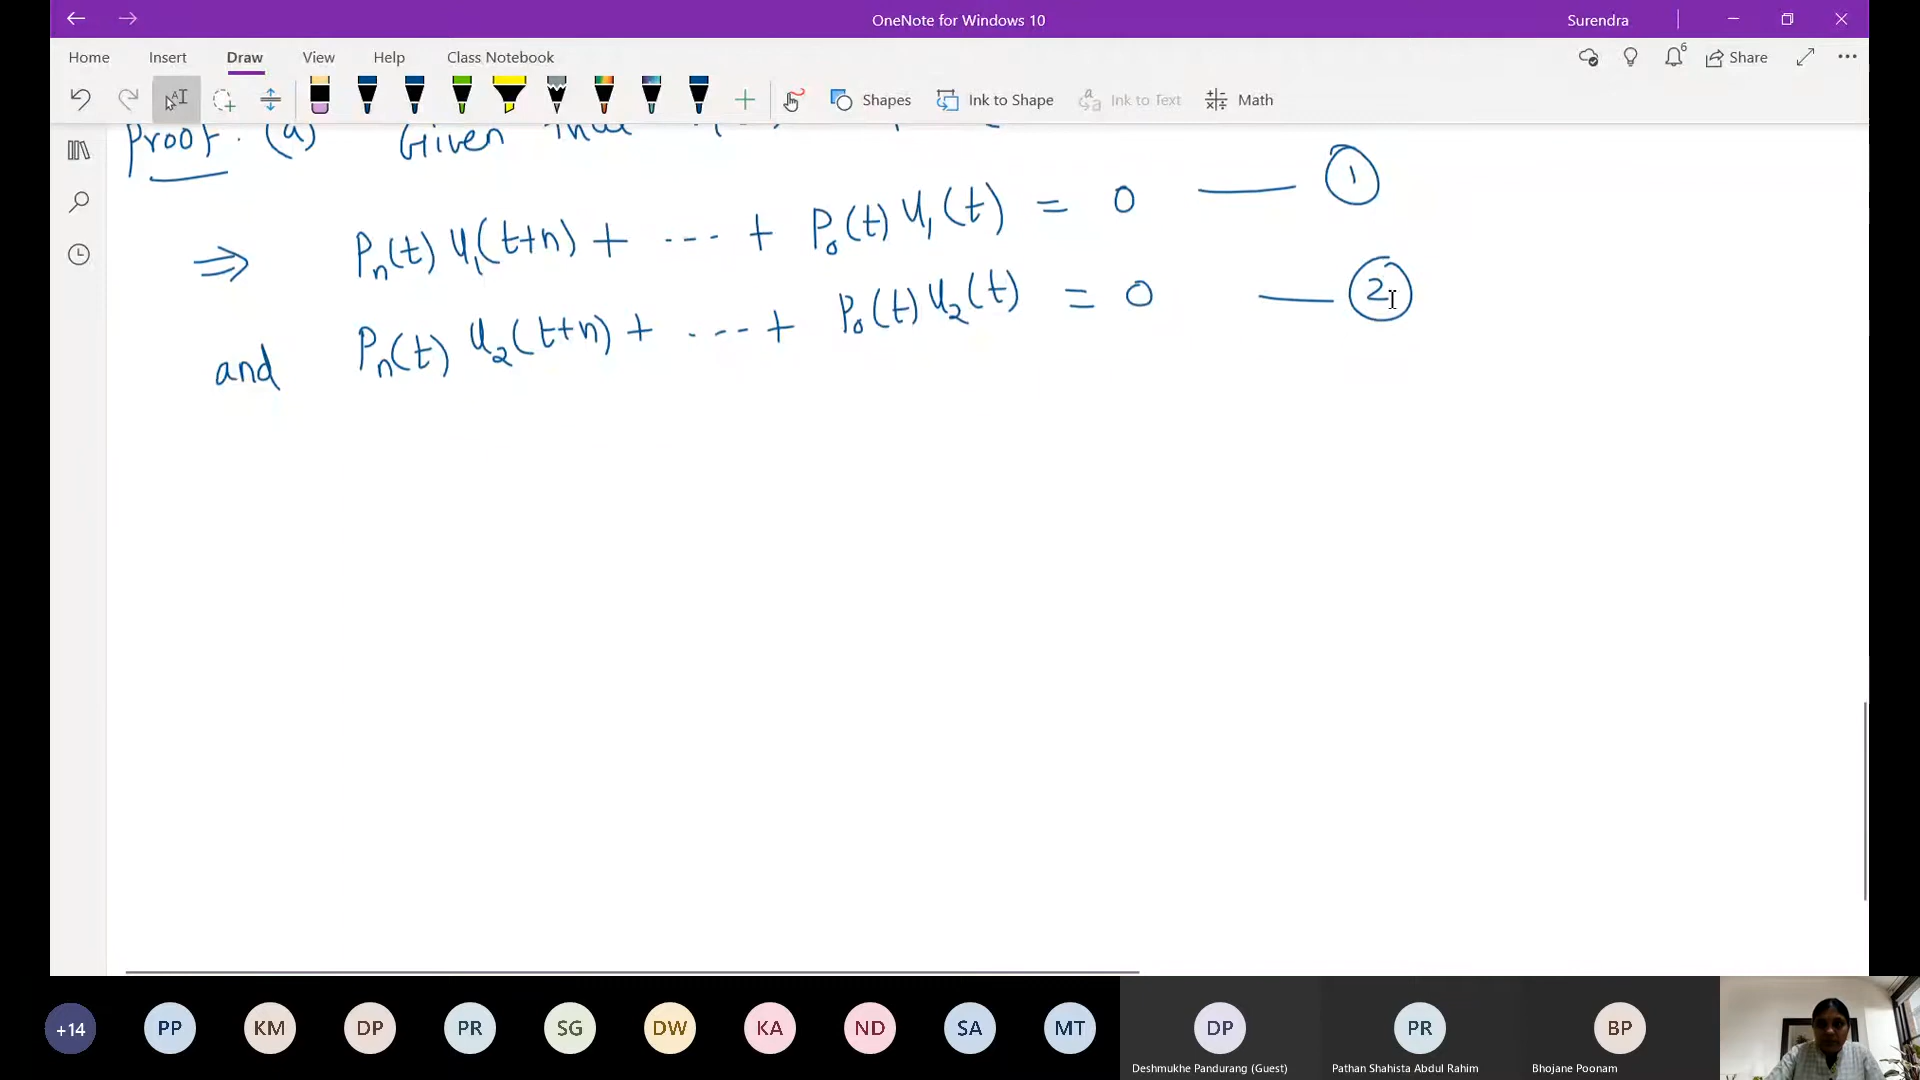 OneNote for Windows 10
Surendra
Home Insert Draw View Help Class Notebook
6
Share
Shapes Ink to Shape Ink to Text Math
Proof. (a) Given that
⇒ Pₙ(t) u₁(t+n) + --- + P₀(t) u₁(t) = 0 —— ①
and Pₙ(t) u₂(t+n) + ---- + P₀(t) u₂(t) = 0 —— ②
+14 PP KM DP PR SG DW KA ND SA MT DP PR BP
Deshmukhe Pandurang (Guest) Pathan Shahista Abdul Rahim Bhojane Poonam